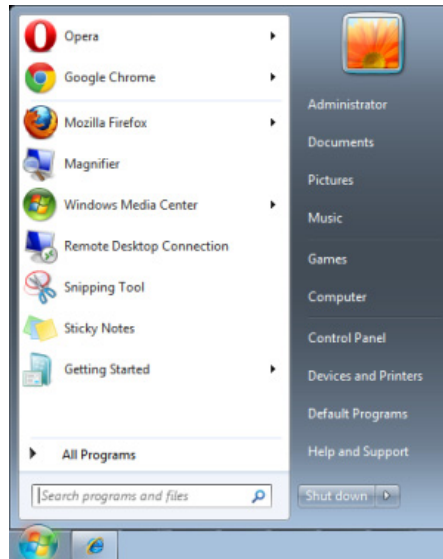 Opera
Google Chrome
Mozilla Firefox
Magnifier
Windows Media Center
Remote Desktop Connection
Snipping Tool
Sticky Notes
Getting Started
All Programs
Search programs and files
Administrator
Documents
Pictures
Music
Games
Computer
Control Panel
Devices and Printers
Default Programs
Help and Support
Shut down